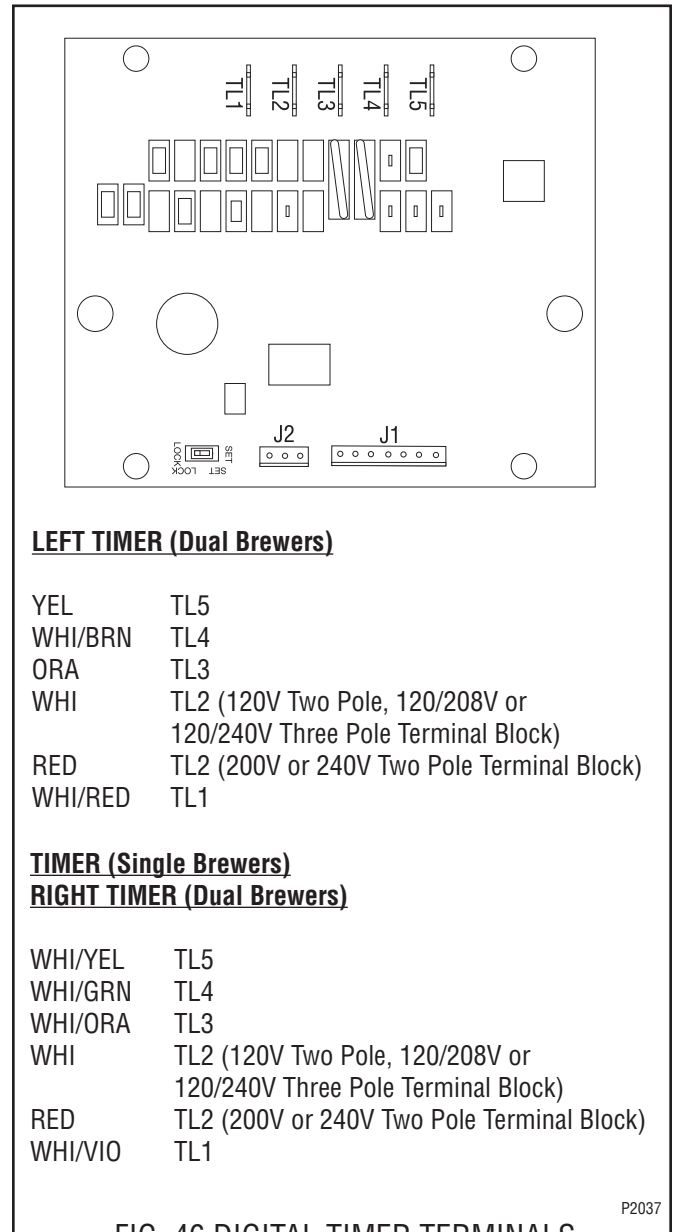 TL1 TL2 TL3 TL4 TL5
J2 J1
LOCK SET
LOCK SET
LEFT TIMER (Dual Brewers)
YEL TL5
WHI/BRN TL4
ORA TL3
WHI TL2 (120V Two Pole, 120/208V or
120/240V Three Pole Terminal Block)
RED TL2 (200V or 240V Two Pole Terminal Block)
WHI/RED TL1
TIMER (Single Brewers)
RIGHT TIMER (Dual Brewers)
WHI/YEL TL5
WHI/GRN TL4
WHI/ORA TL3
WHI TL2 (120V Two Pole, 120/208V or
120/240V Three Pole Terminal Block)
RED TL2 (200V or 240V Two Pole Terminal Block)
WHI/VIO TL1
P2037
FIG. 46 DIGITAL TIMER TERMINALS